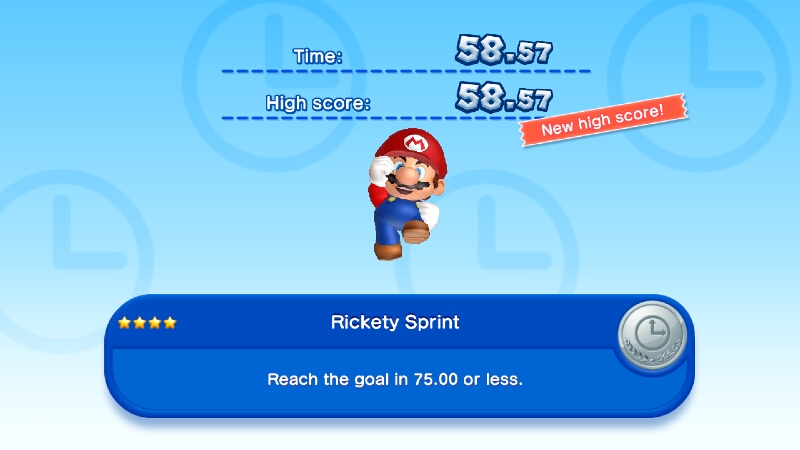 Time: 58.57
High score: 58.57
New high score!
M
Rickety Sprint
Reach the goal in 75.00 or less.